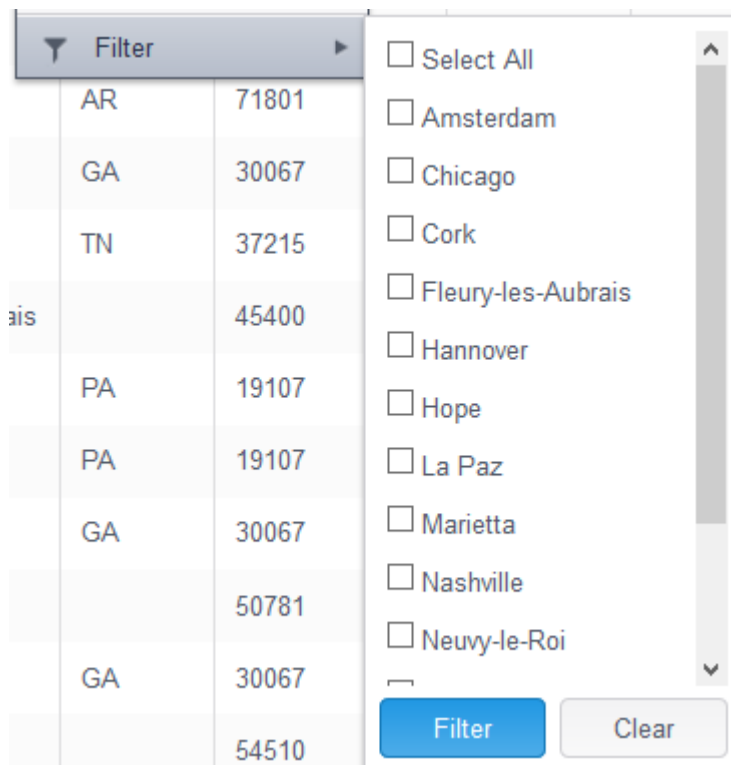 Filter
AR 71801
GA 30067
TN 37215
ais 45400
PA 19107
PA 19107
GA 30067
50781
GA 30067
54510
Select All
Amsterdam
Chicago
Cork
Fleury-les-Aubrais
Hannover
Hope
La Paz
Marietta
Nashville
Neuvy-le-Roi
Filter Clear